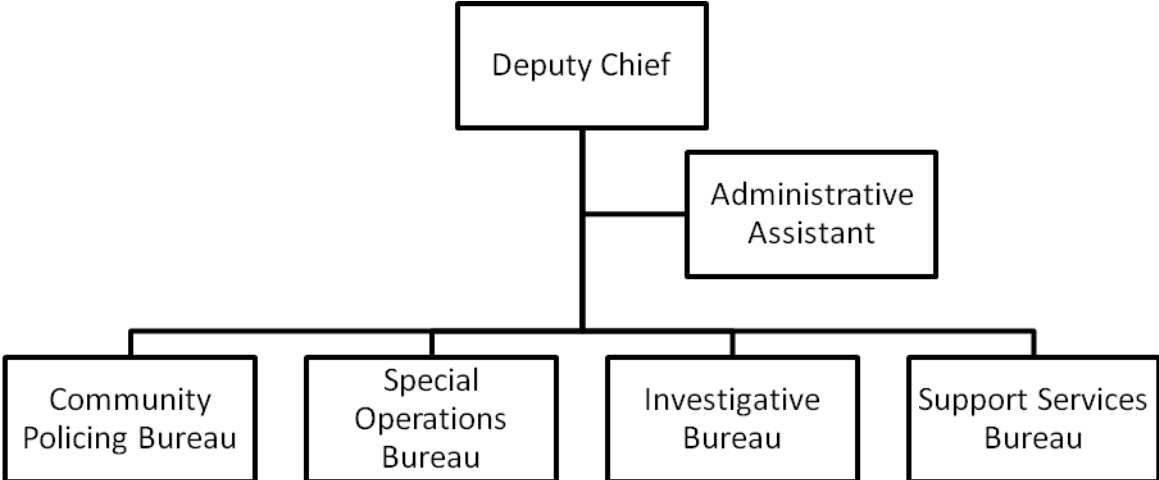 Deputy Chief
Administrative
Assistant
Community
Policing Bureau
Special
Operations
Bureau
Investigative
Bureau
Support Services
Bureau